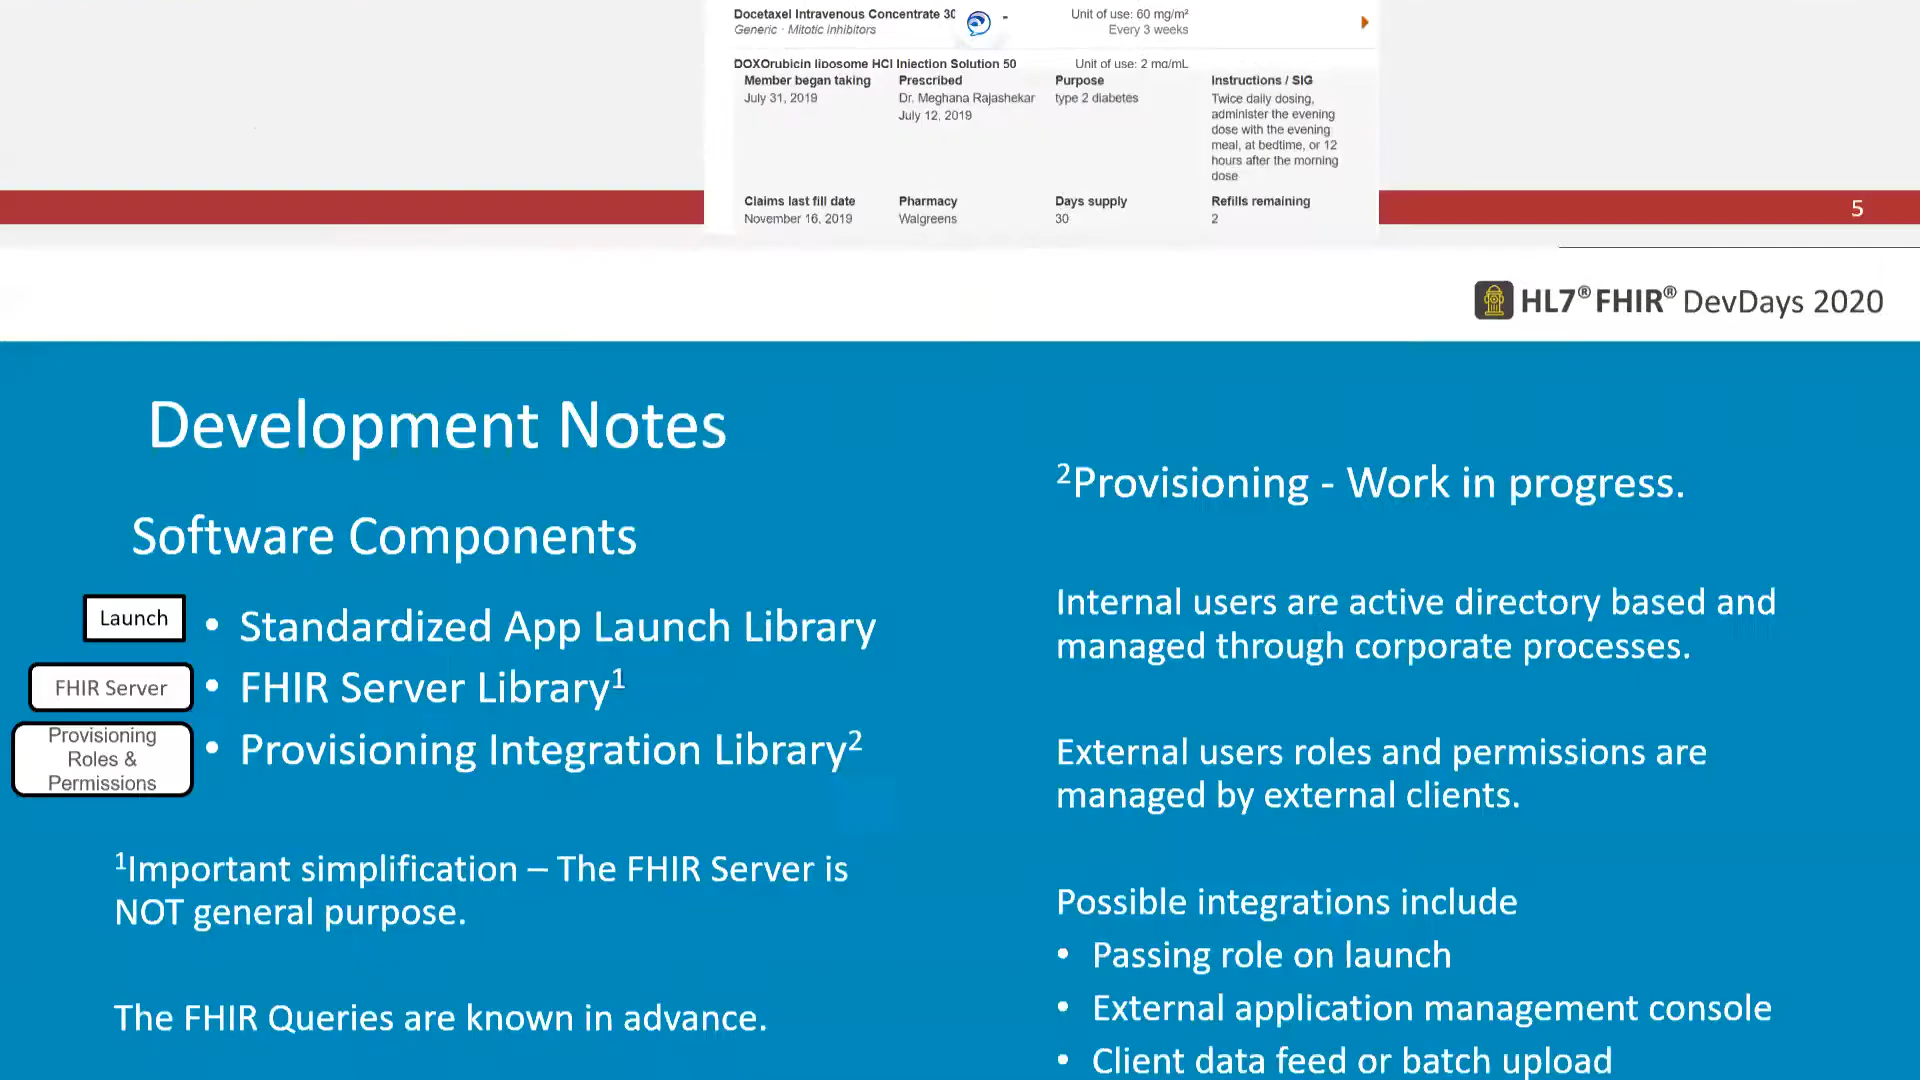 Docetaxel Intravenous Concentrate 30 -
Generic · Mitotic Inhibitors
Unit of use: 60 mg/m²
Every 3 weeks
DOXOrubicin liposome HCl Injection Solution 50
Unit of use: 2 mg/mL
Member began taking
July 31, 2019
Prescribed
Dr. Meghana Rajashekar
July 12, 2019
Purpose
type 2 diabetes
Instructions / SIG
Twice daily dosing,
administer the evening
dose with the evening
meal, at bedtime, or 12
hours after the morning
dose
Claims last fill date
November 16, 2019
Pharmacy
Walgreens
Days supply
30
Refills remaining
2
5
HL7® FHIR® DevDays 2020
Development Notes
Software Components
Launch
• Standardized App Launch Library
FHIR Server
• FHIR Server Library¹
Provisioning
Roles &
Permissions
• Provisioning Integration Library²
¹Important simplification – The FHIR Server is
NOT general purpose.
The FHIR Queries are known in advance.
²Provisioning - Work in progress.
Internal users are active directory based and
managed through corporate processes.
External users roles and permissions are
managed by external clients.
Possible integrations include
• Passing role on launch
• External application management console
• Client data feed or batch upload